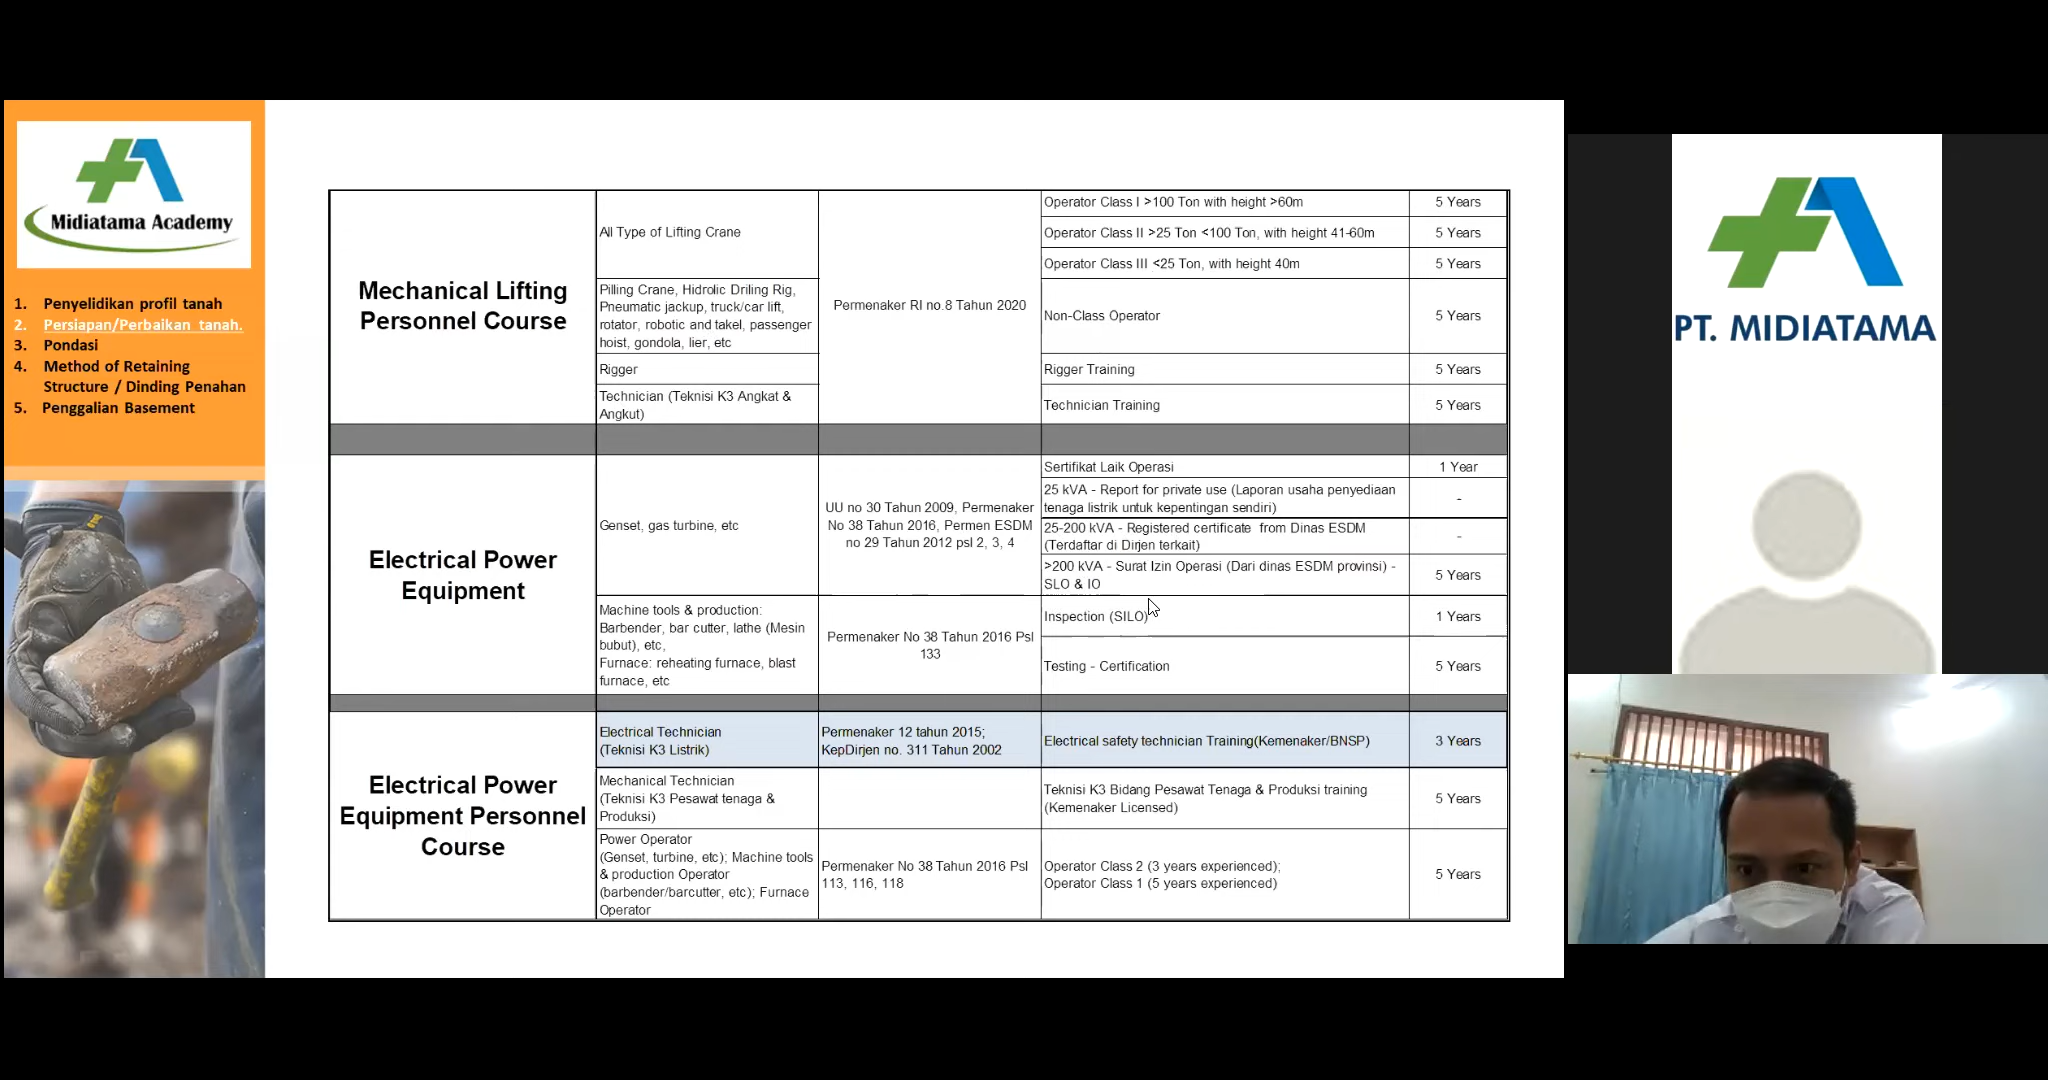 Midiatama Academy
1. Penyelidikan profil tanah
2. Persiapan/Perbaikan tanah.
3. Pondasi
4. Method of Retaining
Structure / Dinding Penahan
5. Penggalian Basement
Mechanical Lifting
Personnel Course
All Type of Lifting Crane
Permenaker RI no.8 Tahun 2020
Operator Class I >100 Ton with height >60m
5 Years
Operator Class II >25 Ton <100 Ton, with height 41-60m
5 Years
Operator Class III <25 Ton, with height 40m
5 Years
Pilling Crane, Hidrolic Driling Rig,
Pneumatic jackup, truck/car lift,
rotator, robotic and takel, passenger
hoist, gondola, lier, etc
Non-Class Operator
5 Years
Rigger
Rigger Training
5 Years
Technician (Teknisi K3 Angkat &
Angkut)
Technician Training
5 Years
Electrical Power
Equipment
Genset, gas turbine, etc
UU no 30 Tahun 2009, Permenaker
No 38 Tahun 2016, Permen ESDM
no 29 Tahun 2012 psl 2, 3, 4
Sertifikat Laik Operasi
1 Year
25 kVA - Report for private use (Laporan usaha penyediaan
tenaga listrik untuk kepentingan sendiri)
-
25-200 kVA - Registered certificate from Dinas ESDM
(Terdaftar di Dirjen terkait)
-
>200 kVA - Surat Izin Operasi (Dari dinas ESDM provinsi) -
SLO & IO
5 Years
Machine tools & production:
Barbender, bar cutter, lathe (Mesin
bubut), etc,
Furnace: reheating furnace, blast
furnace, etc
Permenaker No 38 Tahun 2016 Psl
133
Inspection (SILO)
1 Years
Testing - Certification
5 Years
Electrical Power
Equipment Personnel
Course
Electrical Technician
(Teknisi K3 Listrik)
Permenaker 12 tahun 2015;
KepDirjen no. 311 Tahun 2002
Electrical safety technician Training(Kemenaker/BNSP)
3 Years
Mechanical Technician
(Teknisi K3 Pesawat tenaga &
Produksi)
Teknisi K3 Bidang Pesawat Tenaga & Produksi training
(Kemenaker Licensed)
5 Years
Power Operator
(Genset, turbine, etc); Machine tools
& production Operator
(barbender/barcutter, etc); Furnace
Operator
Permenaker No 38 Tahun 2016 Psl
113, 116, 118
Operator Class 2 (3 years experienced);
Operator Class 1 (5 years experienced)
5 Years
PT. MIDIATAMA